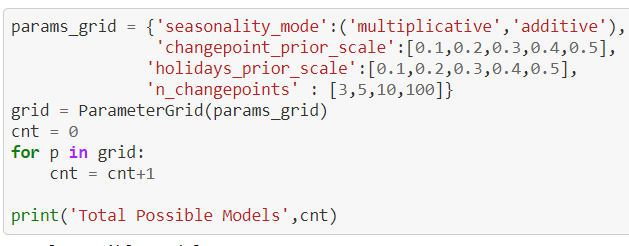 params_grid = {'seasonality_mode':('multiplicative','additive'),
'changepoint_prior_scale':[0.1,0.2,0.3,0.4,0.5],
'holidays_prior_scale':[0.1,0.2,0.3,0.4,0.5],
'n_changepoints' : [3,5,10,100]}
grid = ParameterGrid(params_grid)
cnt = 0
for p in grid:
cnt = cnt+1
print('Total Possible Models',cnt)